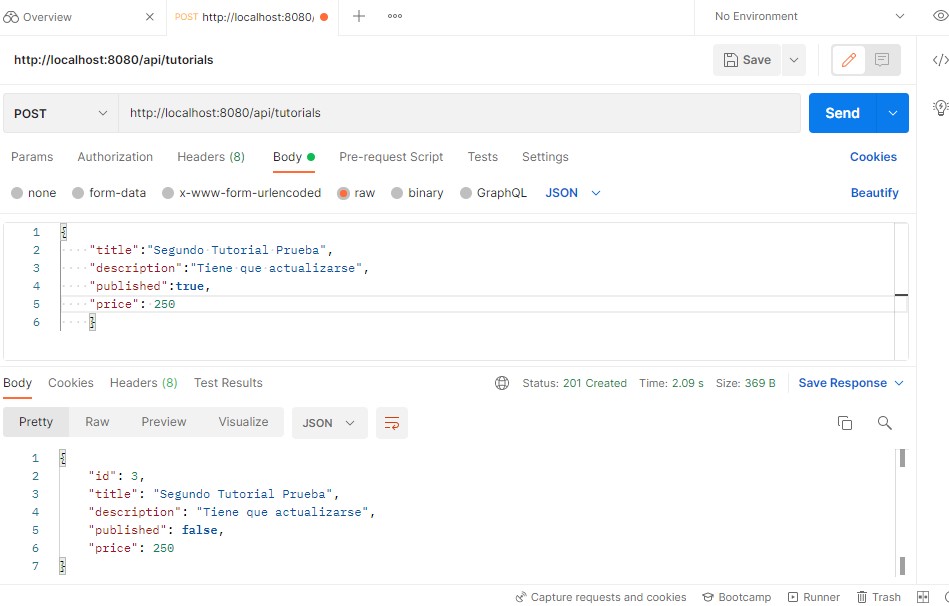 Overview
POST http://localhost:8080/
No Environment
http://localhost:8080/api/tutorials
Save
POST
http://localhost:8080/api/tutorials
Send
Params Authorization Headers (8) Body Pre-request Script Tests Settings Cookies
none form-data x-www-form-urlencoded raw binary GraphQL JSON Beautify
1 {
2 "title":"Segundo Tutorial Prueba",
3 "description":"Tiene que actualizarse",
4 "published":true,
5 "price": 250
6 }
Body Cookies Headers (8) Test Results Status: 201 Created Time: 2.09 s Size: 369 B Save Response
Pretty Raw Preview Visualize JSON
1 {
2 "id": 3,
3 "title": "Segundo Tutorial Prueba",
4 "description": "Tiene que actualizarse",
5 "published": false,
6 "price": 250
7 }
Capture requests and cookies Bootcamp Runner Trash